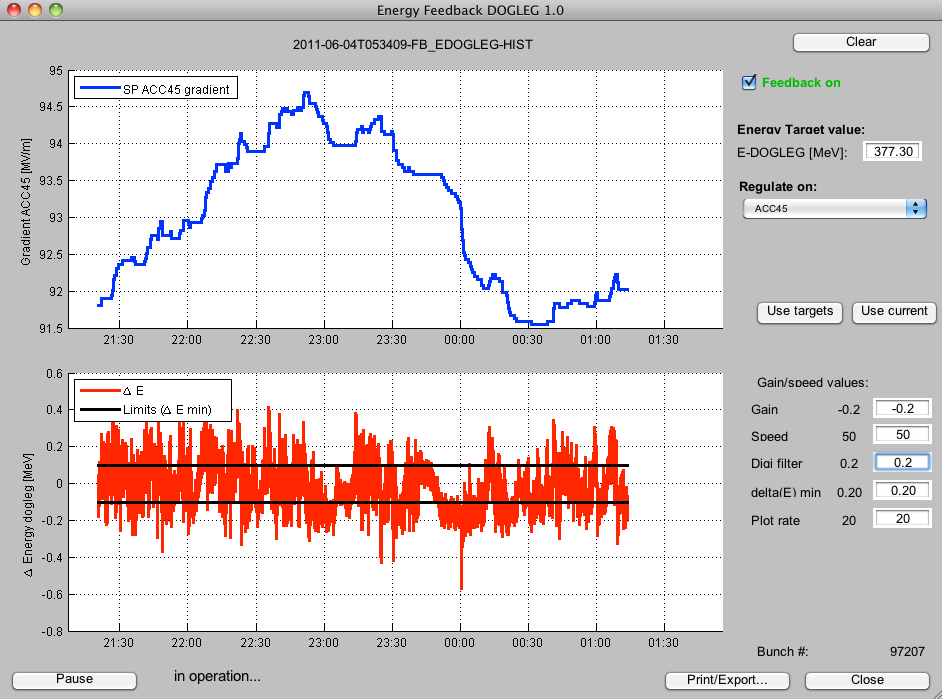 Energy Feedback DOGLEG 1.0
2011-06-04T053409-FB_EDOGLEG-HIST
Clear
95
94.5
94
93.5
93
92.5
92
91.5
Gradient ACC45 [MV/m]
SP ACC45 gradient
21:30 22:00 22:30 23:00 23:30 00:00 00:30 01:00 01:30
Feedback on
Energy Target value:
E-DOGLEG [MeV]: 377.30
Regulate on:
ACC45
Use targets Use current
0.6
0.4
0.2
0
-0.2
-0.4
-0.6
-0.8
Δ Energy dogleg [MeV]
Δ E
Limits (Δ E min)
21:30 22:00 22:30 23:00 23:30 00:00 00:30 01:00 01:30
Gain/speed values:
Gain -0.2 -0.2
Speed 50 50
Digi filter 0.2 0.2
delta(E) min 0.20 0.20
Plot rate 20 20
Bunch #: 97207
Pause in operation... Print/Export... Close